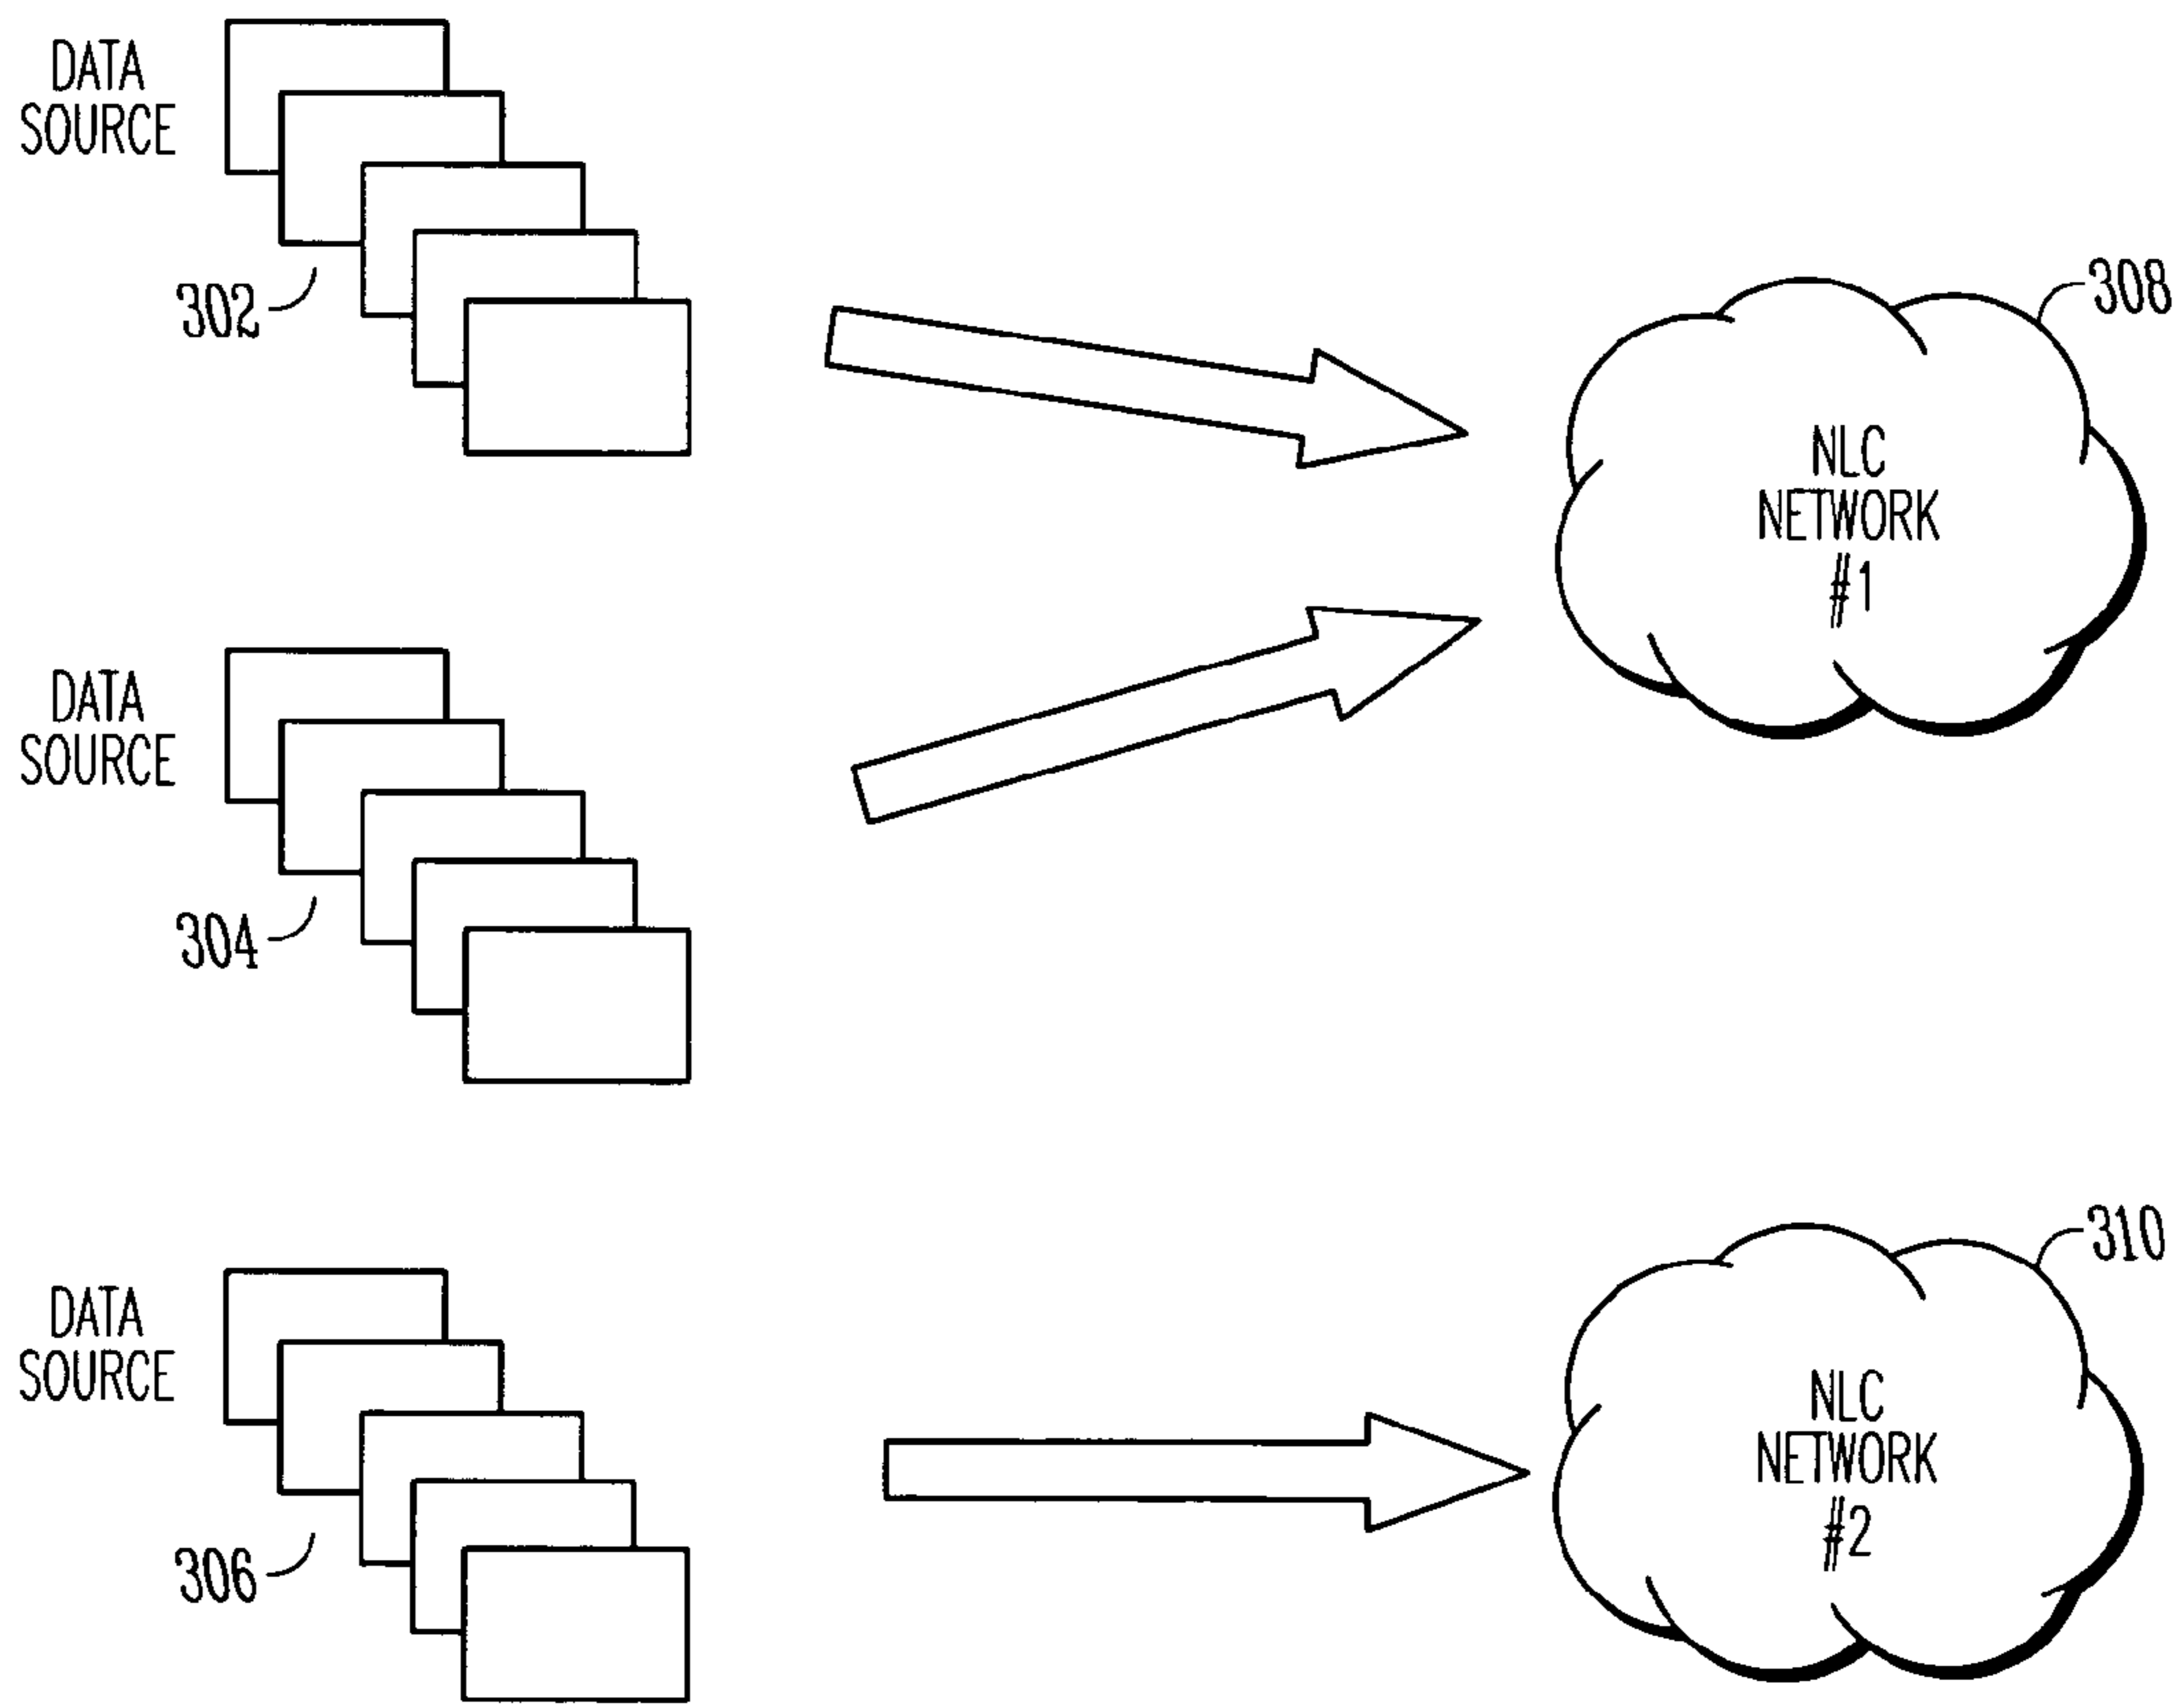 DATA
SOURCE
302
308
NLC
NETWORK
#1
DATA
SOURCE
304
310
NLC
NETWORK
#2
DATA
SOURCE
306